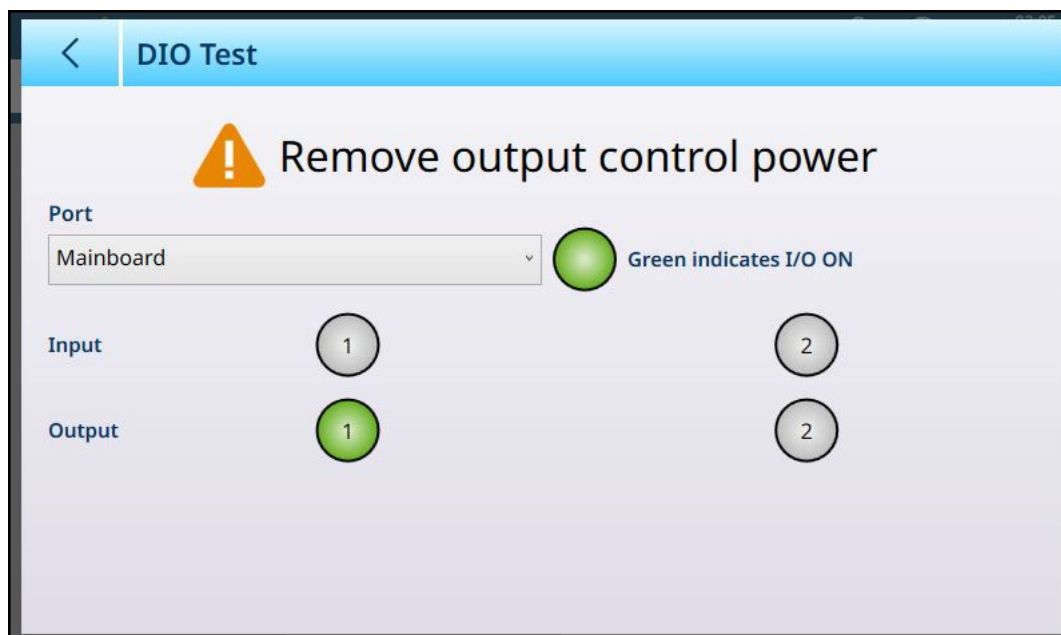 DIO Test
Remove output control power
Port
Mainboard
Green indicates I/O ON
Input 1 2
Output 1 2